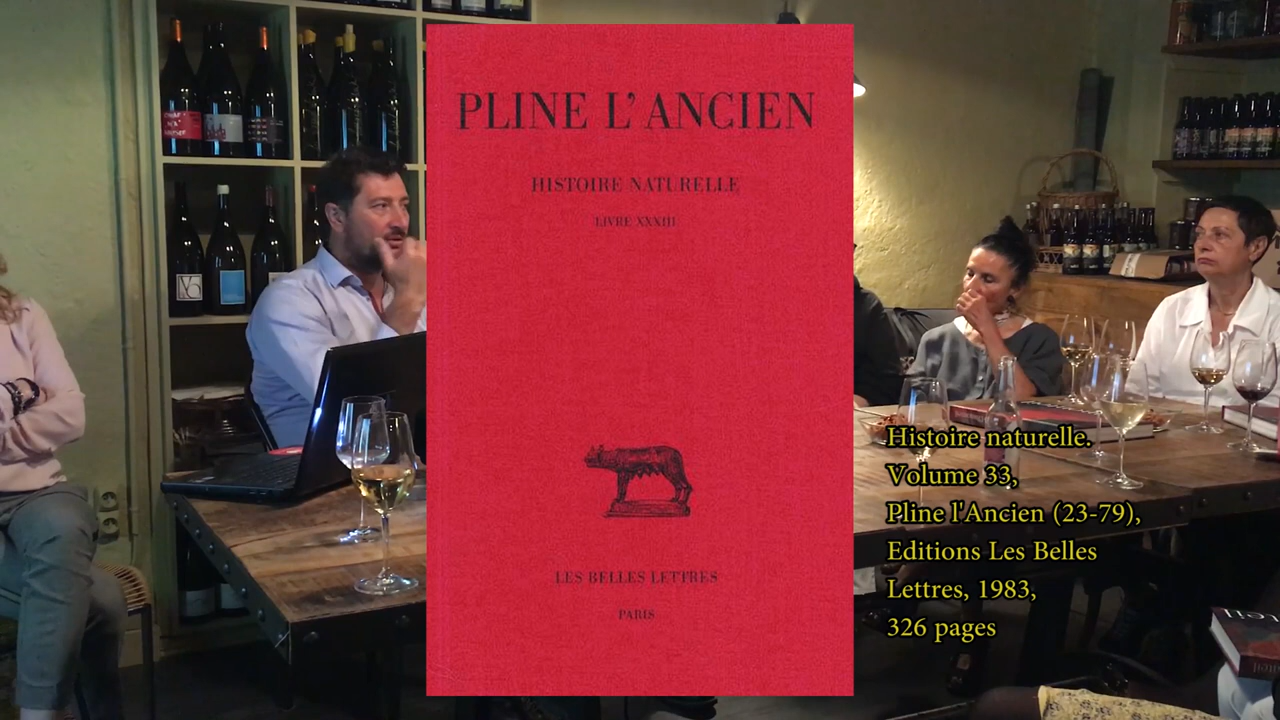 PLINE L'ANCIEN
HISTOIRE NATURELLE
LIVRE XXXIII
LES BELLES LETTRES
PARIS
Histoire naturelle.
Volume 33,
Pline l'Ancien (23-79),
Editions Les Belles
Lettres, 1983,
326 pages